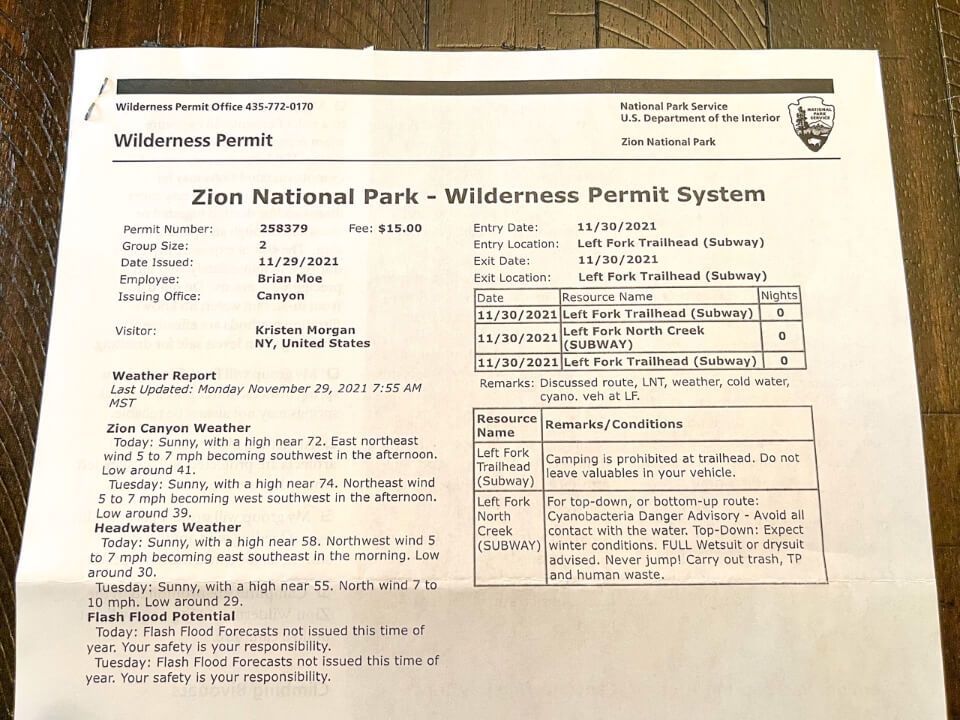 Wilderness Permit Office 435-772-0170
National Park Service
U.S. Department of the Interior
NATIONAL PARK SERVICE
Wilderness Permit
Zion National Park
Zion National Park - Wilderness Permit System
Permit Number: 258379 Fee: $15.00
Group Size: 2
Date Issued: 11/29/2021
Employee: Brian Moe
Issuing Office: Canyon
Visitor: Kristen Morgan
NY, United States
Weather Report
Last Updated: Monday November 29, 2021 7:55 AM
MST
Zion Canyon Weather
Today: Sunny, with a high near 72. East northeast
wind 5 to 7 mph becoming southwest in the afternoon.
Low around 41.
Tuesday: Sunny, with a high near 74. Northeast wind
5 to 7 mph becoming west southwest in the afternoon.
Low around 39.
Headwaters Weather
Today: Sunny, with a high near 58. Northwest wind 5
to 7 mph becoming east southeast in the morning. Low
around 30.
Tuesday: Sunny, with a high near 55. North wind 7 to
10 mph. Low around 29.
Flash Flood Potential
Today: Flash Flood Forecasts not issued this time of
year. Your safety is your responsibility.
Tuesday: Flash Flood Forecasts not issued this time of
year. Your safety is your responsibility.
Entry Date: 11/30/2021
Entry Location: Left Fork Trailhead (Subway)
Exit Date: 11/30/2021
Exit Location: Left Fork Trailhead (Subway)
Date Resource Name Nights
11/30/2021 Left Fork Trailhead (Subway) 0
11/30/2021 Left Fork North Creek
(SUBWAY) 0
11/30/2021 Left Fork Trailhead (Subway) 0
Remarks: Discussed route, LNT, weather, cold water,
cyano. veh at LF.
Resource
Name
Remarks/Conditions
Left Fork
Trailhead
(Subway)
Camping is prohibited at trailhead. Do not
leave valuables in your vehicle.
Left Fork
North
Creek
(SUBWAY)
For top-down, or bottom-up route:
Cyanobacteria Danger Advisory - Avoid all
contact with the water. Top-Down: Expect
winter conditions. FULL Wetsuit or drysuit
advised. Never jump! Carry out trash, TP
and human waste.